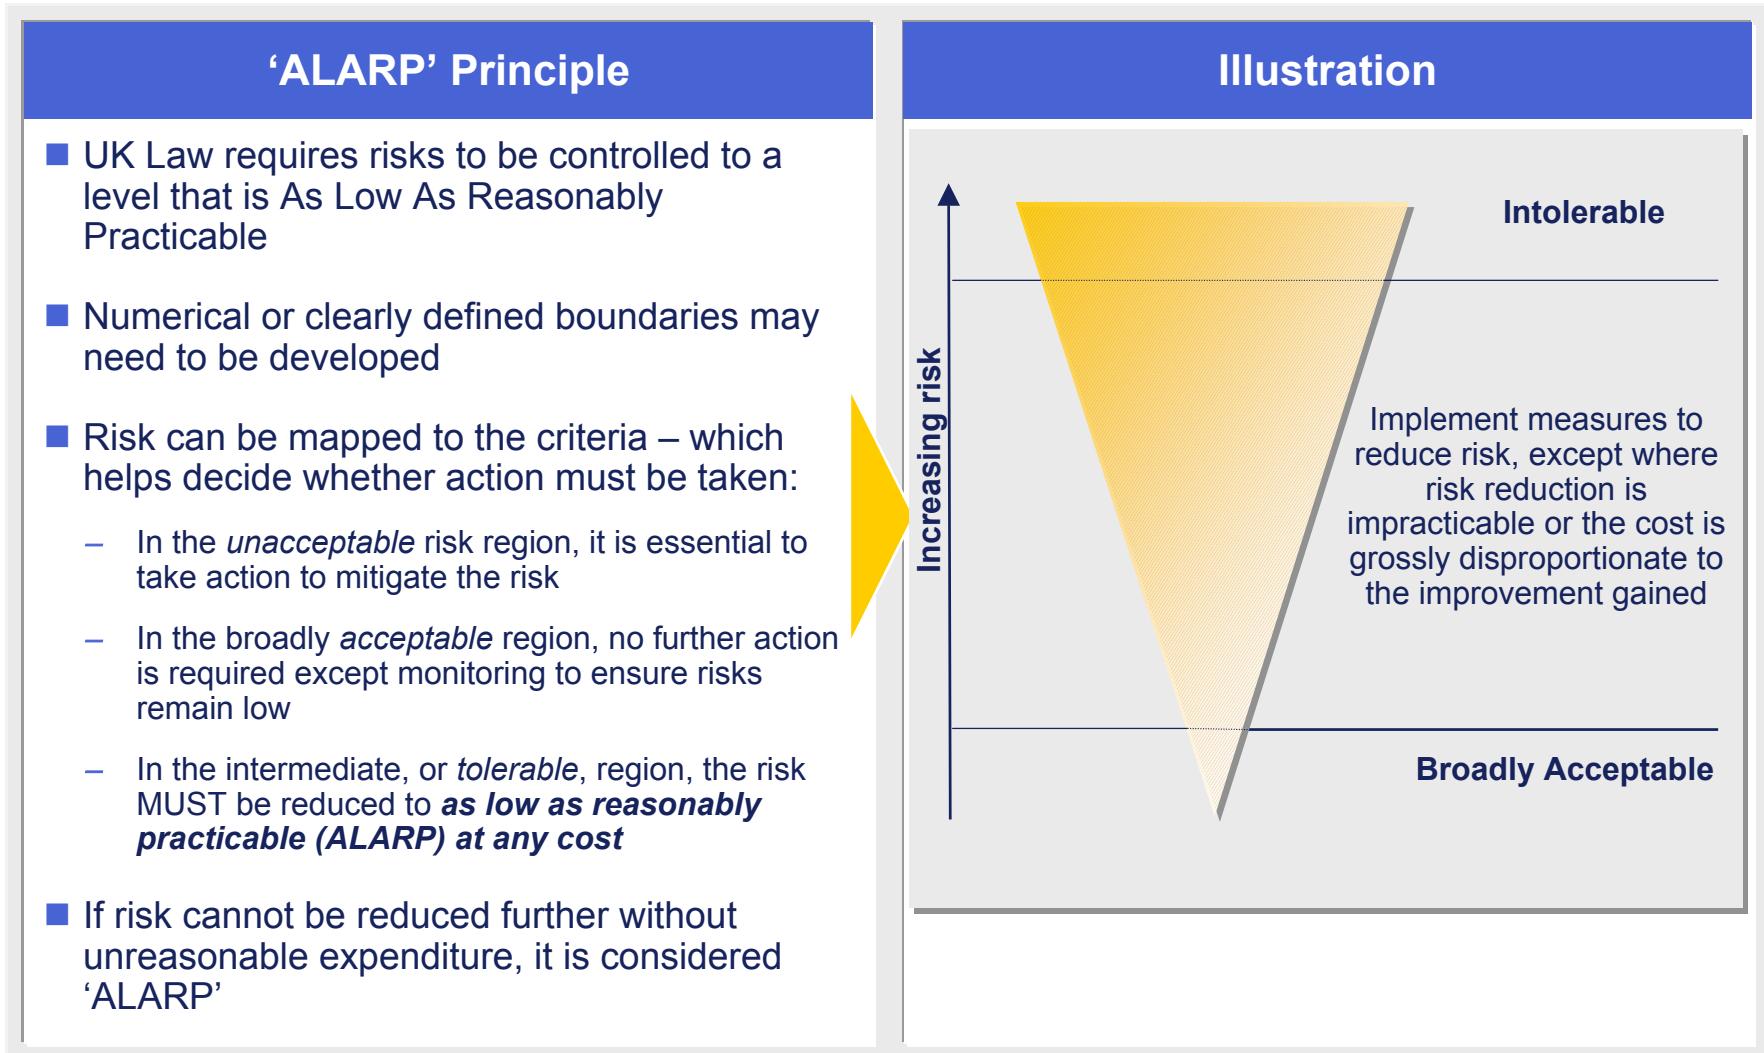 ‘ALARP’ Principle
UK Law requires risks to be controlled to a
level that is As Low As Reasonably
Practicable
Numerical or clearly defined boundaries may
need to be developed
Risk can be mapped to the criteria – which
helps decide whether action must be taken:
– In the unacceptable risk region, it is essential to
take action to mitigate the risk
– In the broadly acceptable region, no further action
is required except monitoring to ensure risks
remain low
– In the intermediate, or tolerable, region, the risk
MUST be reduced to as low as reasonably
practicable (ALARP) at any cost
If risk cannot be reduced further without
unreasonable expenditure, it is considered
‘ALARP’
Illustration
Increasing risk
Intolerable
Implement measures to
reduce risk, except where
risk reduction is
impracticable or the cost is
grossly disproportionate to
the improvement gained
Broadly Acceptable